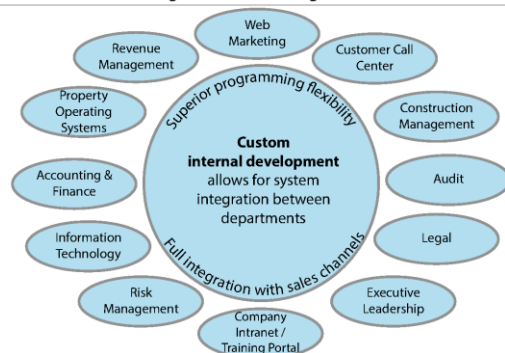 Web
Marketing
Revenue
Management
Customer Call
Center
Property
Operating
Systems
Superior programming flexibility
Construction
Management
Custom
internal development
allows for system
integration between
departments
Accounting &
Finance
Audit
Information
Technology
Full integration with sales channels
Legal
Risk
Management
Executive
Leadership
Company
Intranet /
Training Portal